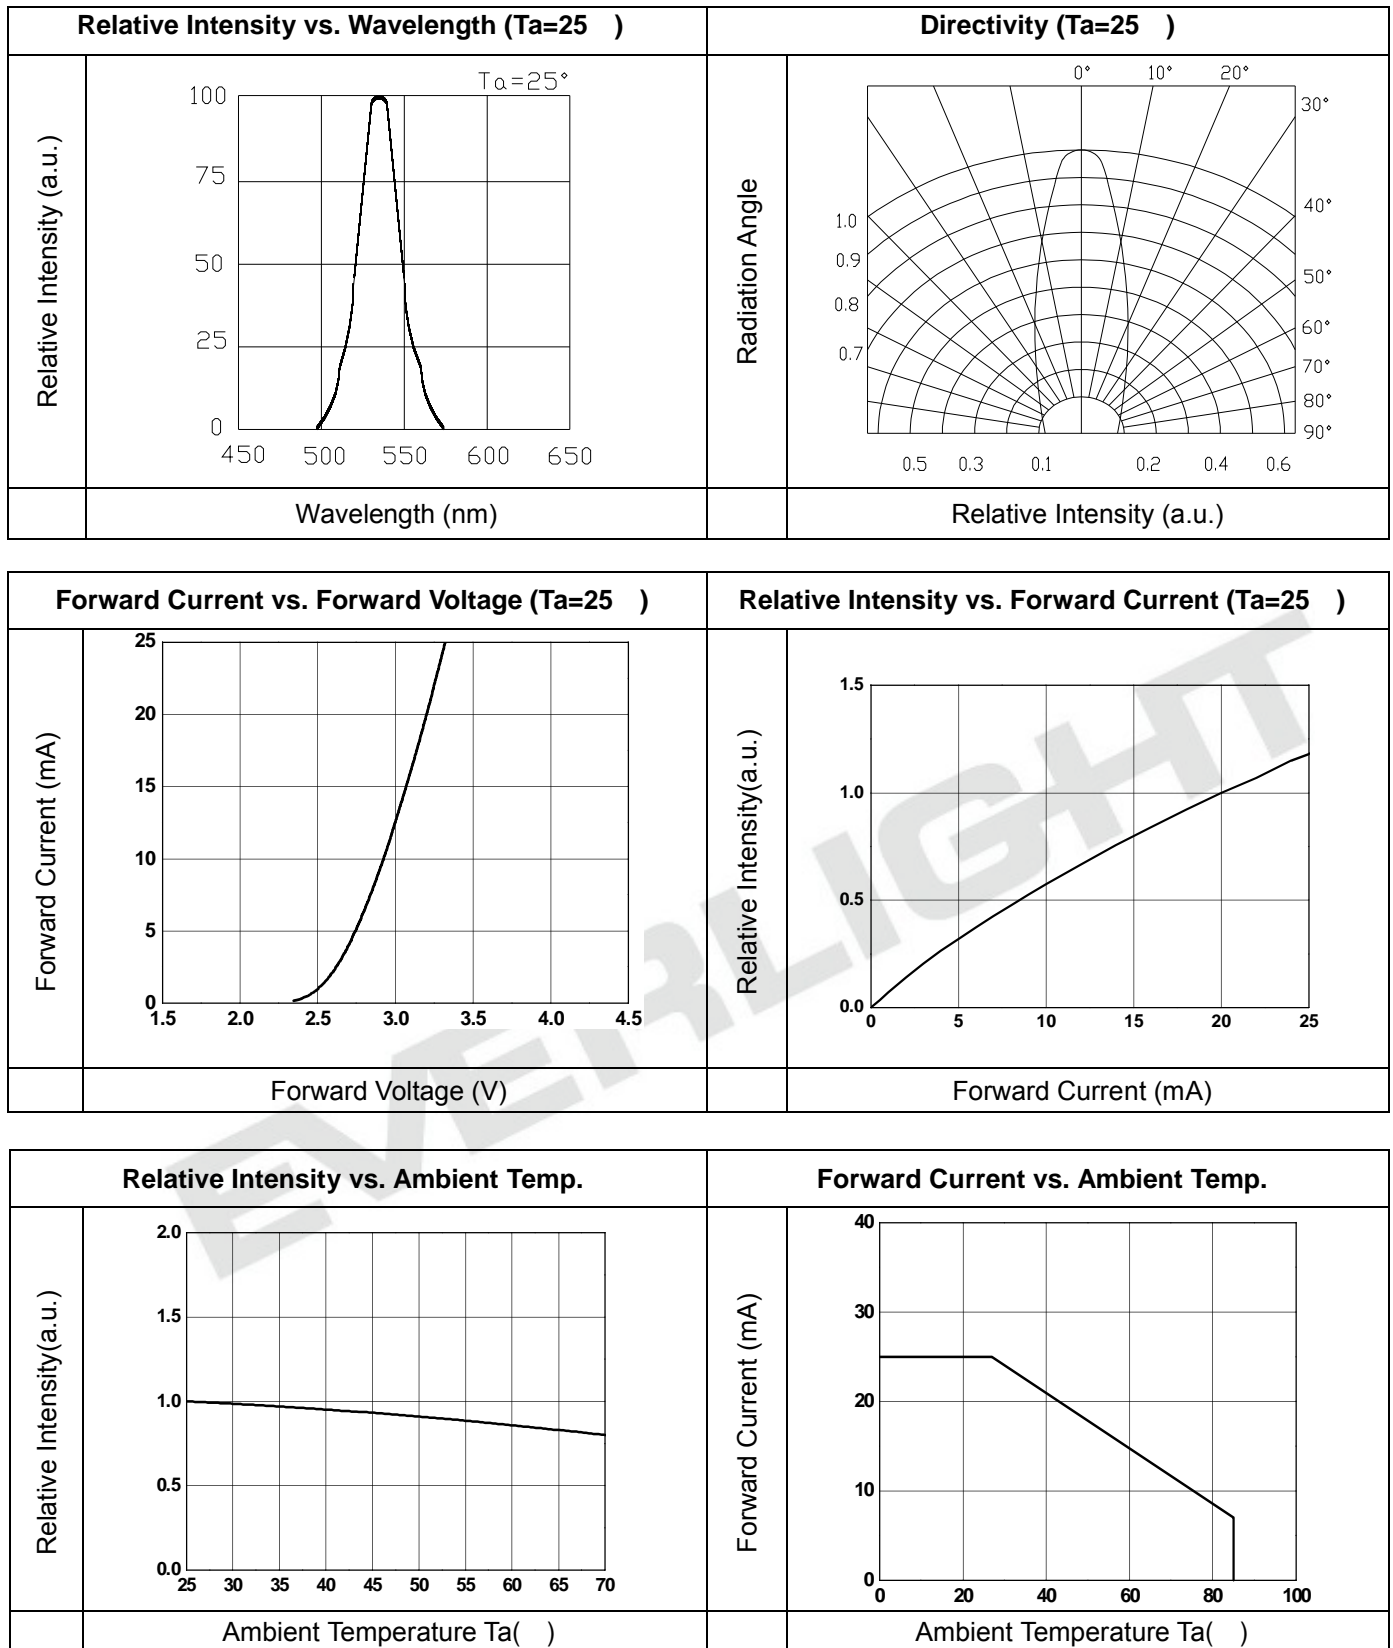 Relative Intensity vs. Wavelength (Ta=25 )
Directivity (Ta=25 )
Relative Intensity (a.u.)
Ta=25°
100
75
50
25
0
450 500 550 600 650
Wavelength (nm)
Radiation Angle
0° 10° 20°
30°
40°
50°
60°
70°
80°
90°
1.0
0.9
0.8
0.7
0.5 0.3 0.1 0.2 0.4 0.6
Relative Intensity (a.u.)
Forward Current vs. Forward Voltage (Ta=25 )
Relative Intensity vs. Forward Current (Ta=25 )
Forward Current (mA)
25
20
15
10
5
0
1.5 2.0 2.5 3.0 3.5 4.0 4.5
Forward Voltage (V)
Relative Intensity(a.u.)
1.5
1.0
0.5
0.0
0 5 10 15 20 25
Forward Current (mA)
EVERLIGHT
Relative Intensity vs. Ambient Temp.
Forward Current vs. Ambient Temp.
Relative Intensity(a.u.)
2.0
1.5
1.0
0.5
0.0
25 30 35 40 45 50 55 60 65 70
Ambient Temperature Ta( )
Forward Current (mA)
40
30
20
10
0
0 20 40 60 80 100
Ambient Temperature Ta( )